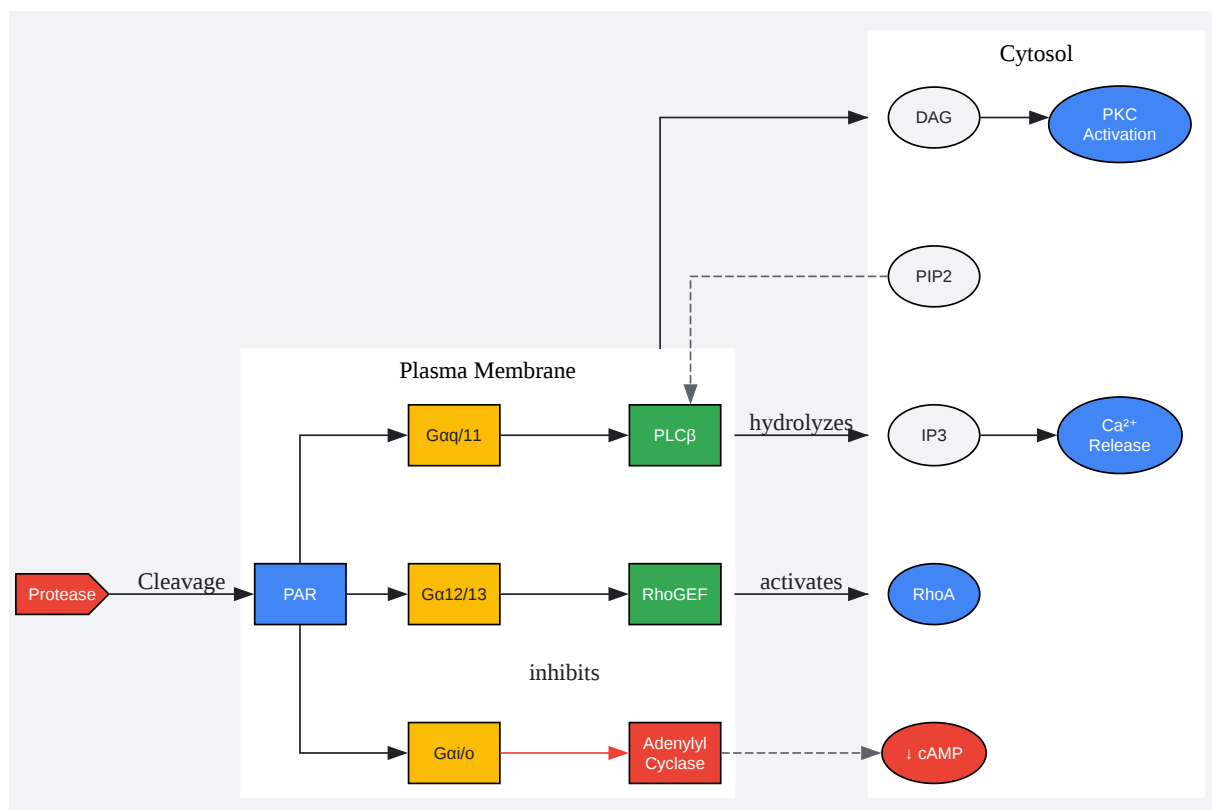 Cytosol
DAG
PKC
Activation
PIP2
Plasma Membrane
Gαq/11
PLCβ
hydrolyzes
IP3
Ca²⁺
Release
Protease
Cleavage
PAR
Gα12/13
RhoGEF
activates
RhoA
inhibits
Gαi/o
Adenylyl
Cyclase
↓ cAMP